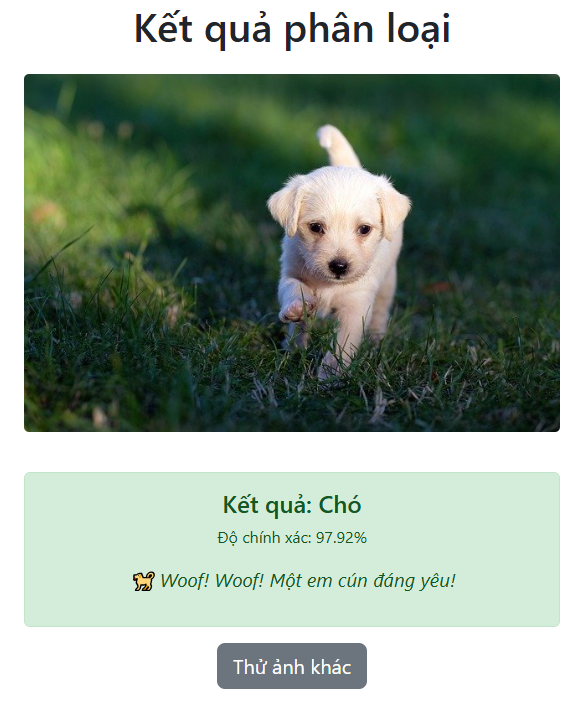 Kết quả phân loại
Kết quả: Chó
Độ chính xác: 97.92%
🐕 Woof! Woof! Một em cún đáng yêu!
Thử ảnh khác